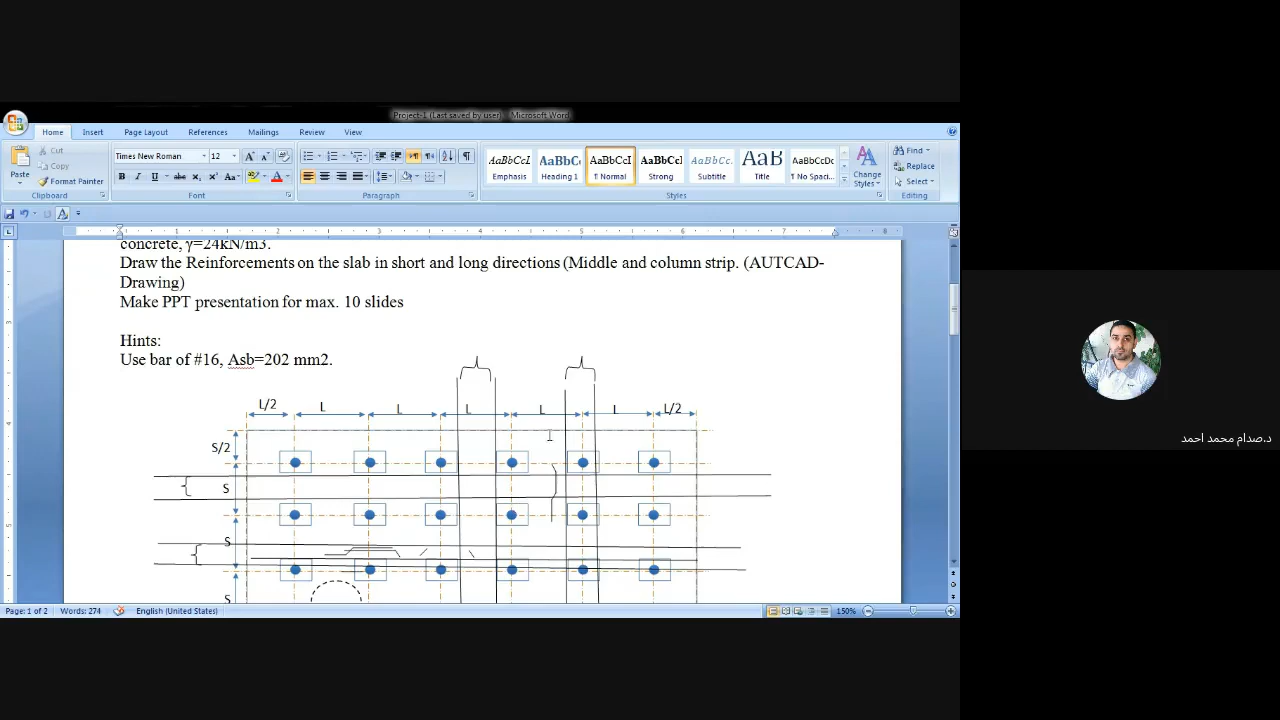 Project-1 (Last saved by user) - Microsoft Word
Home Insert Page Layout References Mailings Review View
Paste
Cut
Copy
Format Painter
Clipboard
Times New Roman 12
Font
Paragraph
AaBbCcL AaBbC AaBbCcI AaBbCcl AaBbCc. AaB AaBbCcDc
Emphasis Heading 1 ¶ Normal Strong Subtitle Title ¶ No Spaci...
Change Styles
Styles
Find
Replace
Select
Editing
concrete, γ=24kN/m3.
Draw the Reinforcements on the slab in short and long directions (Middle and column strip. (AUTCAD-
Drawing)
Make PPT presentation for max. 10 slides
Hints:
Use bar of #16, Asb=202 mm2.
L/2 L L L L L L/2
S/2
S
S
S
Page: 1 of 2 Words: 274 English (United States) 150%
د.صدام محمد احمد